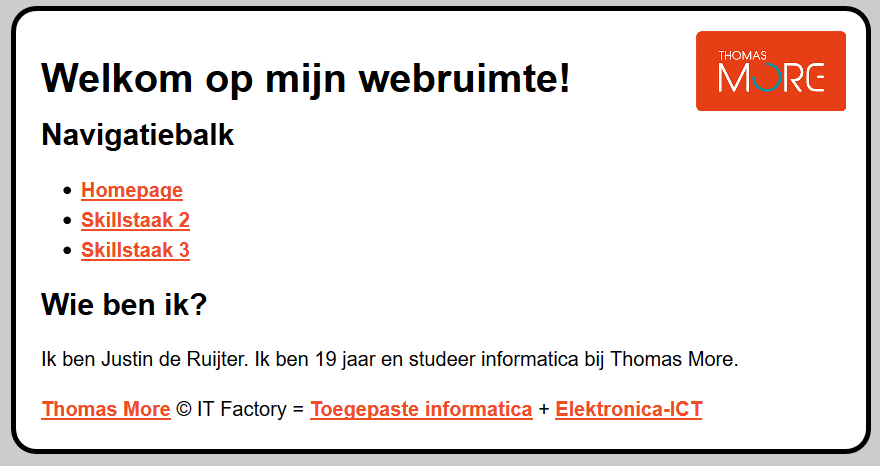 Welkom op mijn webruimte!
THOMAS
MORE
Navigatiebalk
Homepage
Skillstaak 2
Skillstaak 3
Wie ben ik?
Ik ben Justin de Ruijter. Ik ben 19 jaar en studeer informatica bij Thomas More.
Thomas More © IT Factory = Toegepaste informatica + Elektronica-ICT